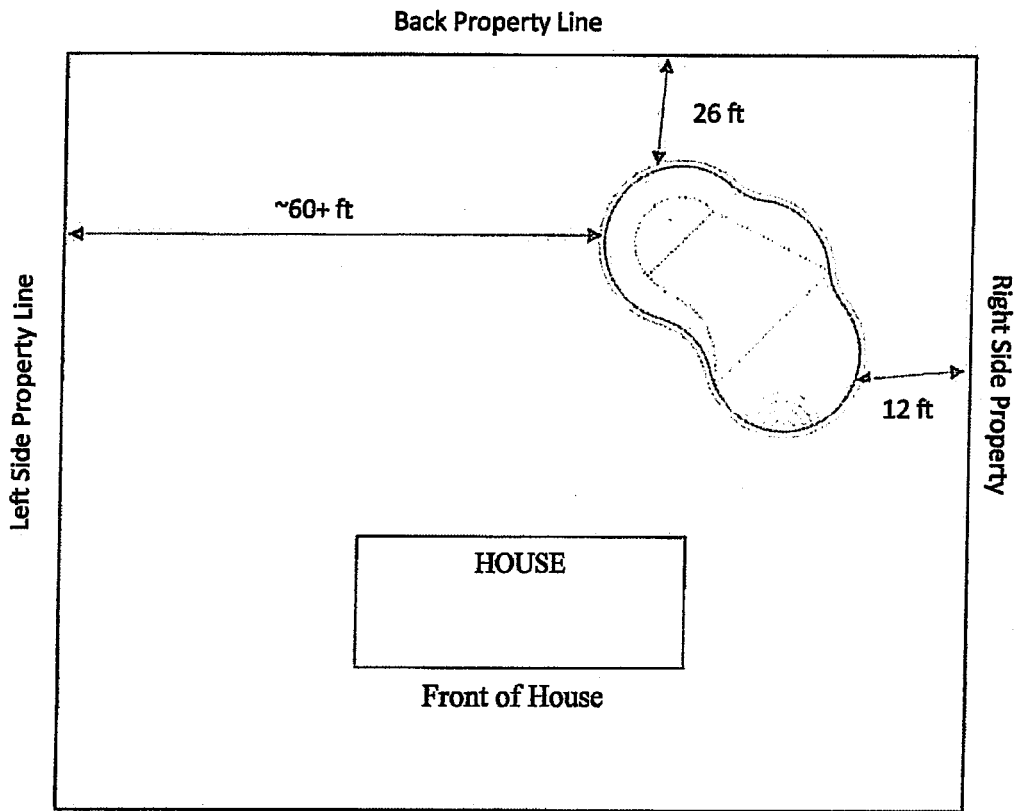 Back Property Line
26 ft
~60+ ft
Left Side Property Line
Right Side Property
12 ft
HOUSE
Front of House